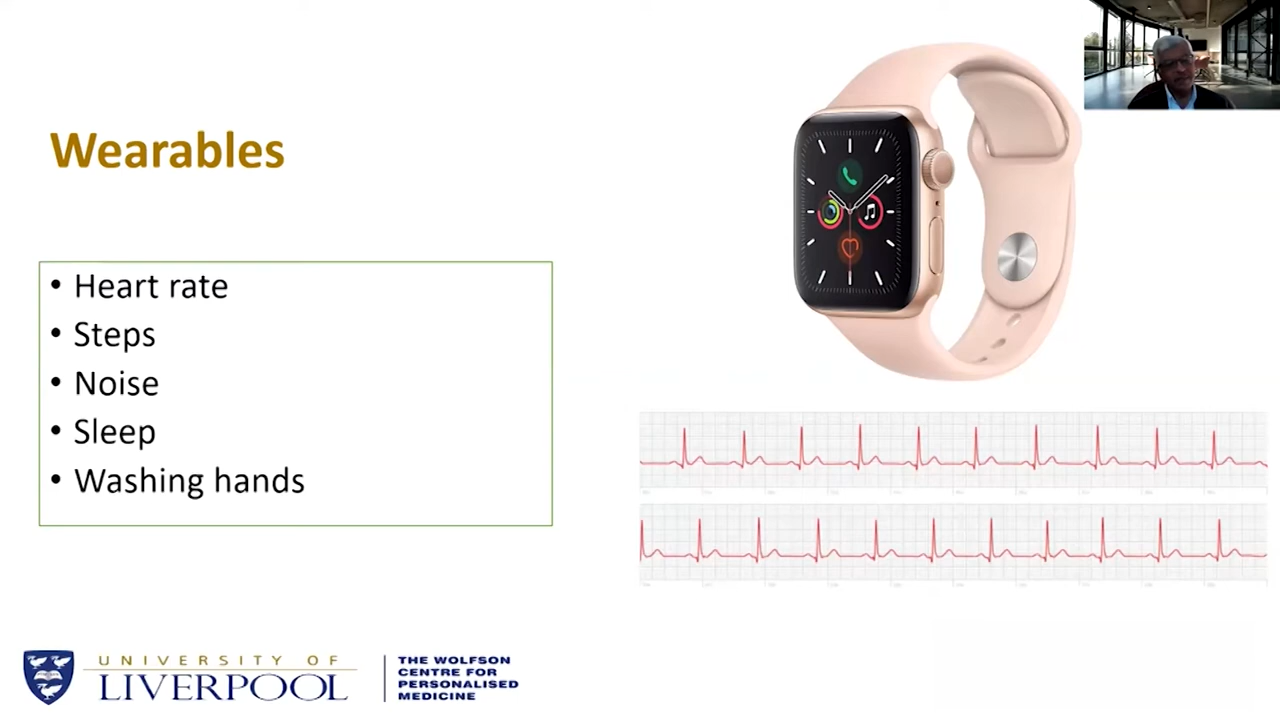 Wearables
• Heart rate
• Steps
• Noise
• Sleep
• Washing hands
UNIVERSITY OF
LIVERPOOL
THE WOLFSON
CENTRE FOR
PERSONALISED
MEDICINE